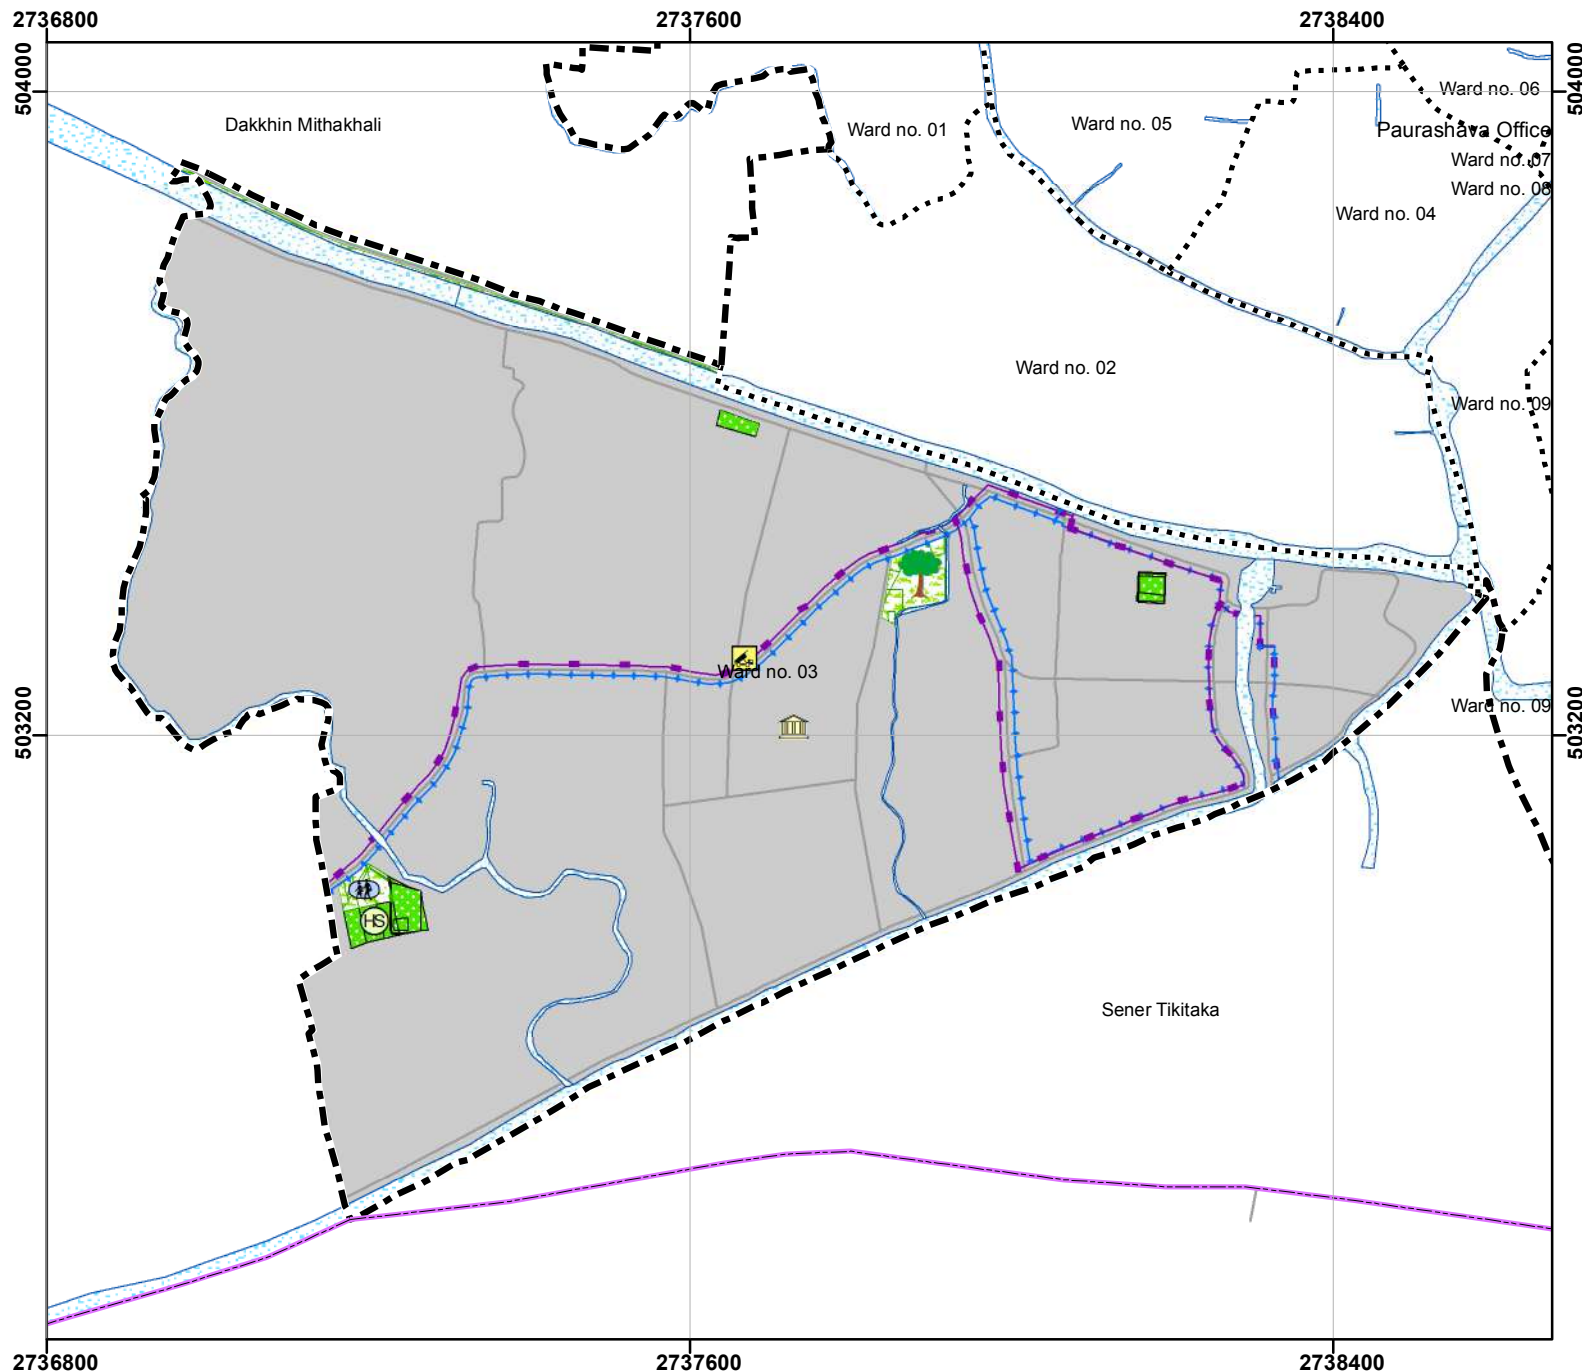 2736800 2737600 2738400
504000 504000
Ward no. 06
Dakkhin Mithakhali
Ward no. 01
Ward no. 05
Paurashava Office
Ward no. 07
Ward no. 08
Ward no. 04
Ward no. 02
Ward no. 09
Ward no. 03
Ward no. 09
503200 503200
HS
Sener Tikitaka
2736800 2737600 2738400